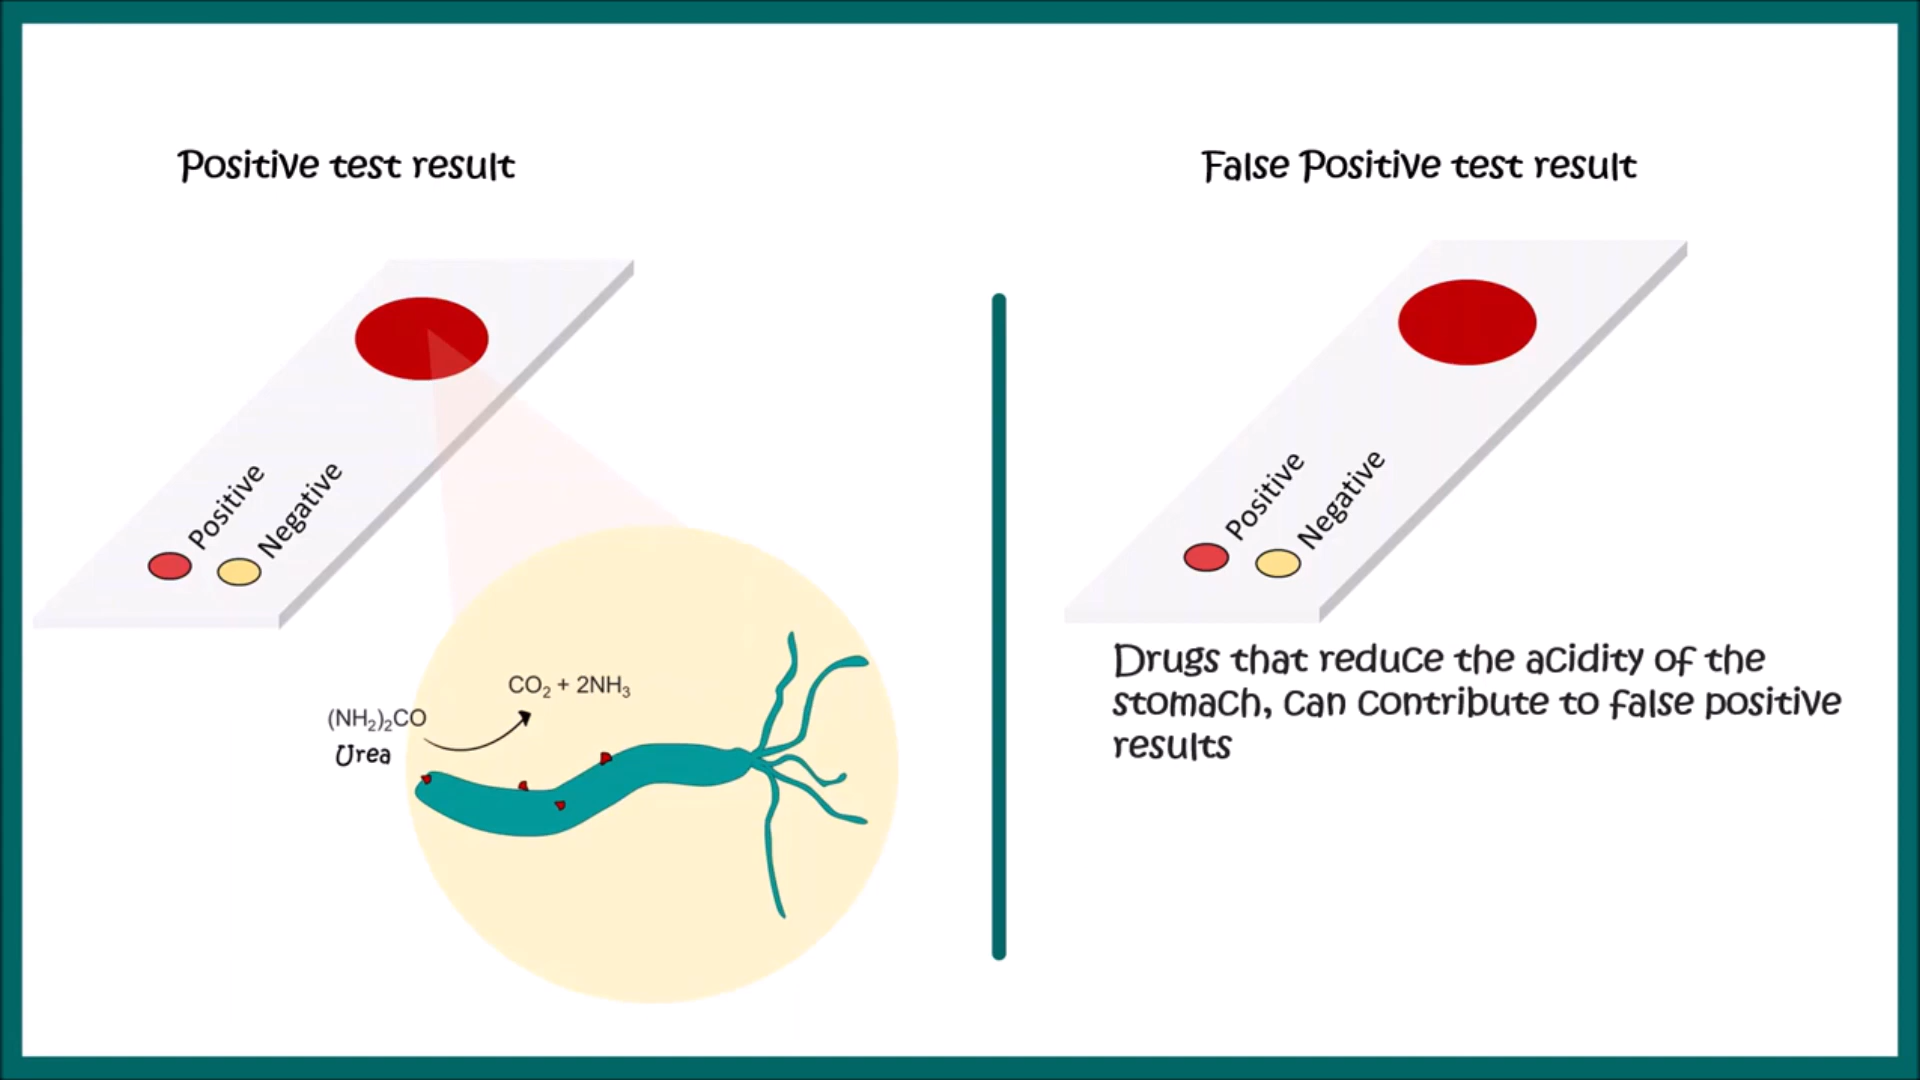 Positive test result
Positive
Negative
(NH₂)₂CO
Urea
CO₂ + 2NH₃
False Positive test result
Positive
Negative
Drugs that reduce the acidity of the
stomach, can contribute to false positive
results